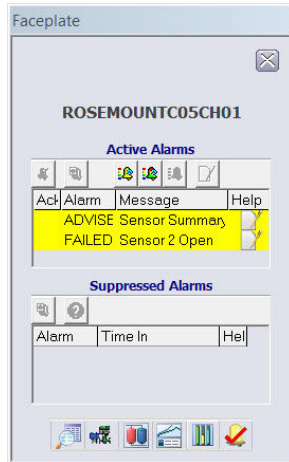 Faceplate
ROSEMOUNTC05CH01
Active Alarms
Ack Alarm Message Help
ADVISE Sensor Summary
FAILED Sensor 2 Open
Suppressed Alarms
Alarm Time In Hel